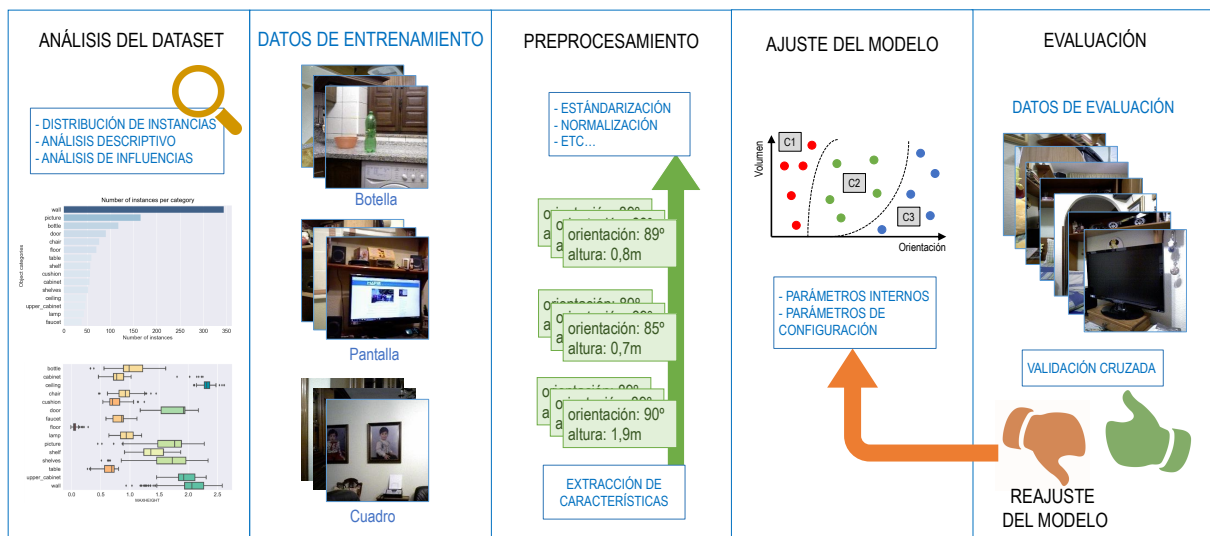 ANÁLISIS DEL DATASET
- DISTRIBUCIÓN DE INSTANCIAS
- ANÁLISIS DESCRIPTIVO
- ANÁLISIS DE INFLUENCIAS
Number of instances per category
Object categories
wall
picture
bottle
door
chair
floor
table
shelf
cushion
cabinet
shelves
ceiling
upper_cabinet
lamp
faucet
0 50 100 150 200 250 300 350
Number of instances
bottle
cabinet
ceiling
chair
cushion
door
faucet
floor
lamp
picture
shelf
shelves
table
upper_cabinet
wall
0.0 0.5 1.0 1.5 2.0 2.5
MAXHEIGHT
DATOS DE ENTRENAMIENTO
Botella
Pantalla
Cuadro
PREPROCESAMIENTO
- ESTÁNDARIZACIÓN
- NORMALIZACIÓN
- ETC...
orientación: 89º
altura: 0,8m
orientación: 85º
altura: 0,7m
orientación: 90º
altura: 1,9m
EXTRACCIÓN DE
CARACTERÍSTICAS
AJUSTE DEL MODELO
Volumen
C1
C2
C3
Orientación
- PARÁMETROS INTERNOS
- PARÁMETROS DE
CONFIGURACIÓN
EVALUACIÓN
DATOS DE EVALUACIÓN
VALIDACIÓN CRUZADA
REAJUSTE
DEL MODELO